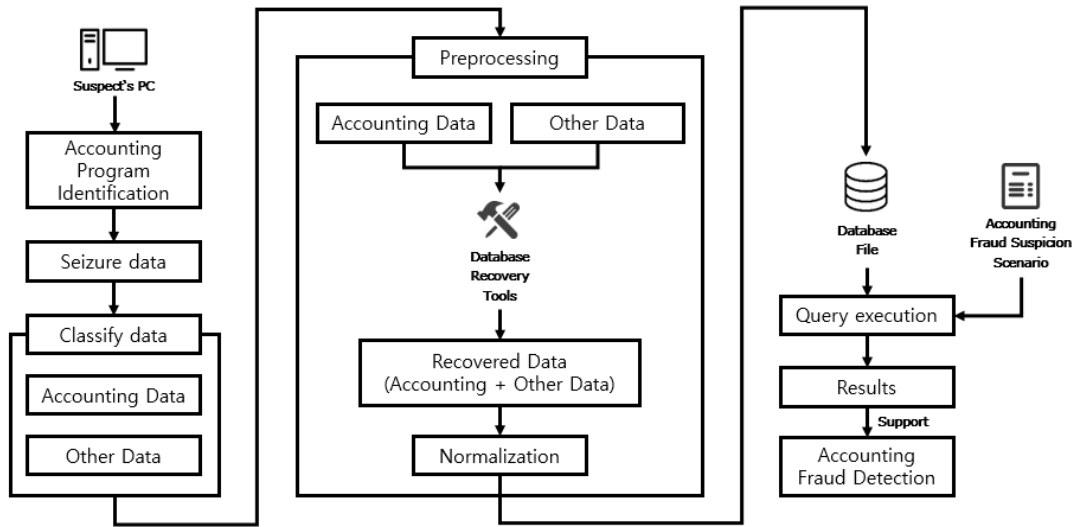 Suspect's PC
Accounting
Program
Identification
Seizure data
Classify data
Accounting Data
Other Data
Preprocessing
Accounting Data
Other Data
Database
Recovery
Tools
Recovered Data
(Accounting + Other Data)
Normalization
Database
File
Accounting
Fraud Suspicion
Scenario
Query execution
Results
Support
Accounting
Fraud Detection